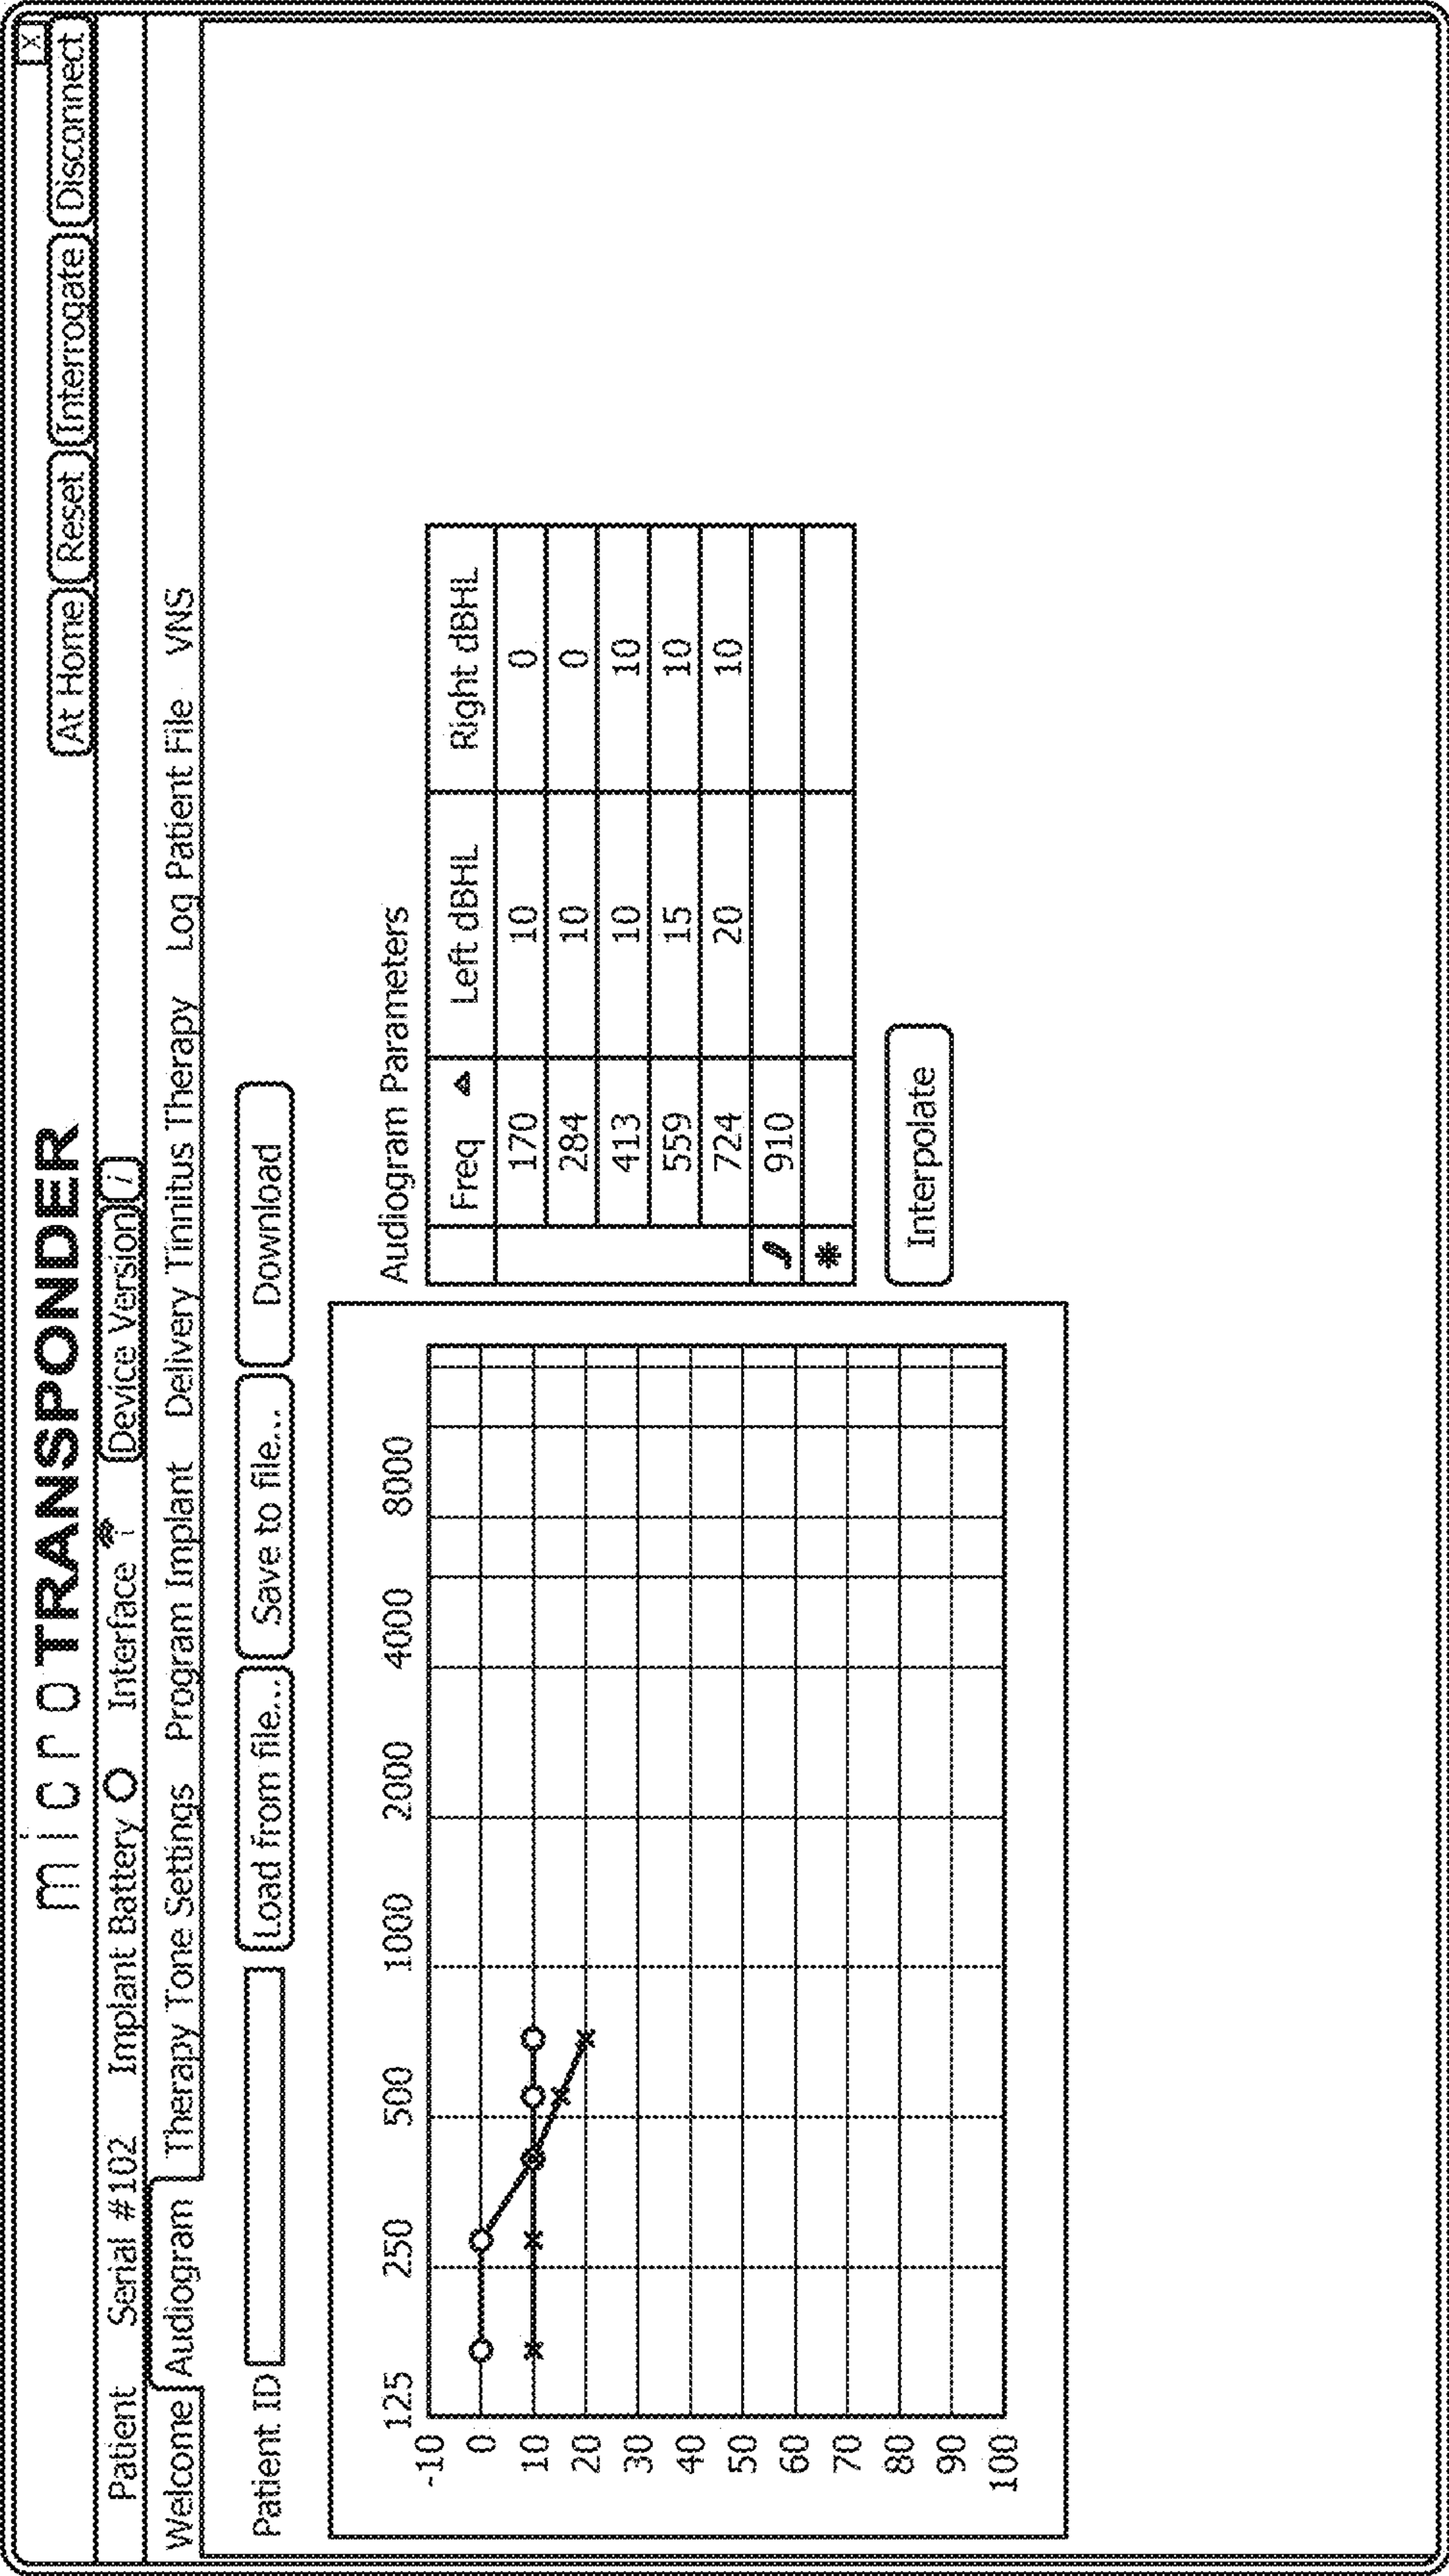 microTRANSPONDER
X
At Home Reset Interrogate Disconnect
Patient Serial #102 Implant Battery Interface Device Version i
Welcome Audiogram Therapy Tone Settings Program Implant Delivery Tinnitus Therapy Log Patient File VNS
Patient ID Load from file... Save to file... Download
Audiogram Parameters
125 250 500 1000 2000 4000 8000
-10
0
10
20
30
40
50
60
70
80
90
100
Freq Left dBHL Right dBHL
170 10 0
284 10 0
413 10 10
559 15 10
724 20 10
910
*
Interpolate